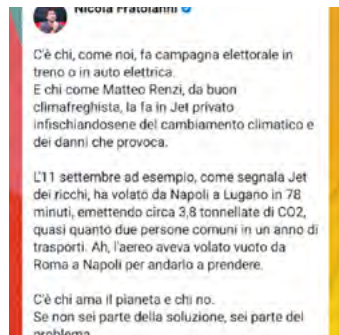 Nicola Fratoianni
C'è chi, come noi, fa campagna elettorale in
treno o in auto elettrica.
E chi come Matteo Renzi, da buon
climafreghista, la fa in Jet privato
infischiandosene del cambiamento climatico e
dei danni che provoca.
L'11 settembre ad esempio, come segnala Jet
dei ricchi, ha volato da Napoli a Lugano in 78
minuti, emettendo circa 3,8 tonnellate di CO2,
quasi quanto due persone comuni in un anno di
trasporti. Ah, l'aereo aveva volato vuoto da
Roma a Napoli per andarlo a prendere.
C'è chi ama il pianeta e chi no.
Se non sei parte della soluzione, sei parte del
problema